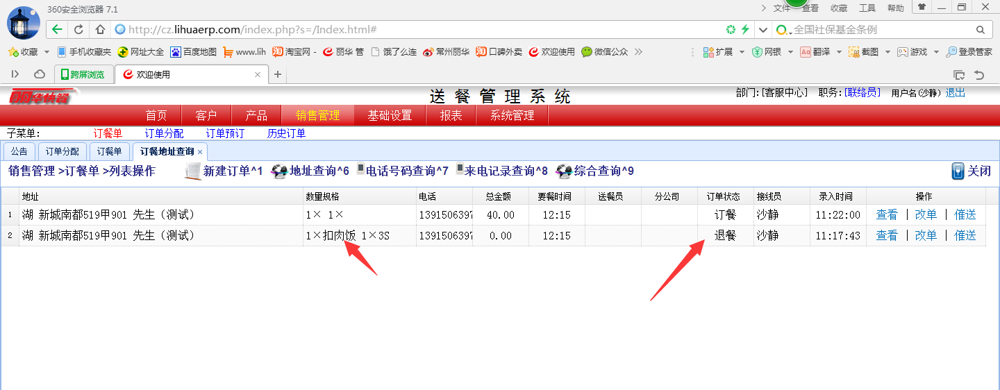 360安全浏览器 7.1
文件 查看 收藏 工具 帮助
http://cz.lihuaerp.com/index.php?s=/Index.html#
全国社保基金条例
收藏 手机收藏夹 网址大全 百度地图 www.lih 淘宝网 - 丽华 管 饿了么连 常州丽华 口碑外卖 欢迎使用 微信公众 扩展 网银 翻译 截图 游戏 登录管家
跨屏浏览 欢迎使用
丽华快餐
送餐管理系统
部门:[客服中心] 职务:[联络员] 用户名(沙静) 退出
首页 客户 产品 销售管理 基础设置 报表 系统管理
子菜单: 订餐单 订单分配 订单预订 历史订单
公告 订单分配 订餐单 订餐地址查询
销售管理 >订餐单 >列表操作 新建订单^1 地址查询^6 电话号码查询^7 来电记录查询^8 综合查询^9 关闭
地址 数量规格 电话 总金额 要餐时间 送餐员 分公司 订单状态 接线员 录入时间 操作
1 湖 新城南都519甲901 先生（测试） 1× 1× 1391506397 40.00 12:15 订餐 沙静 11:22:00 查看 | 改单 | 催送
2 湖 新城南都519甲901 先生（测试） 1×扣肉饭 1×3S 1391506397 0.00 12:15 退餐 沙静 11:17:43 查看 | 改单 | 催送